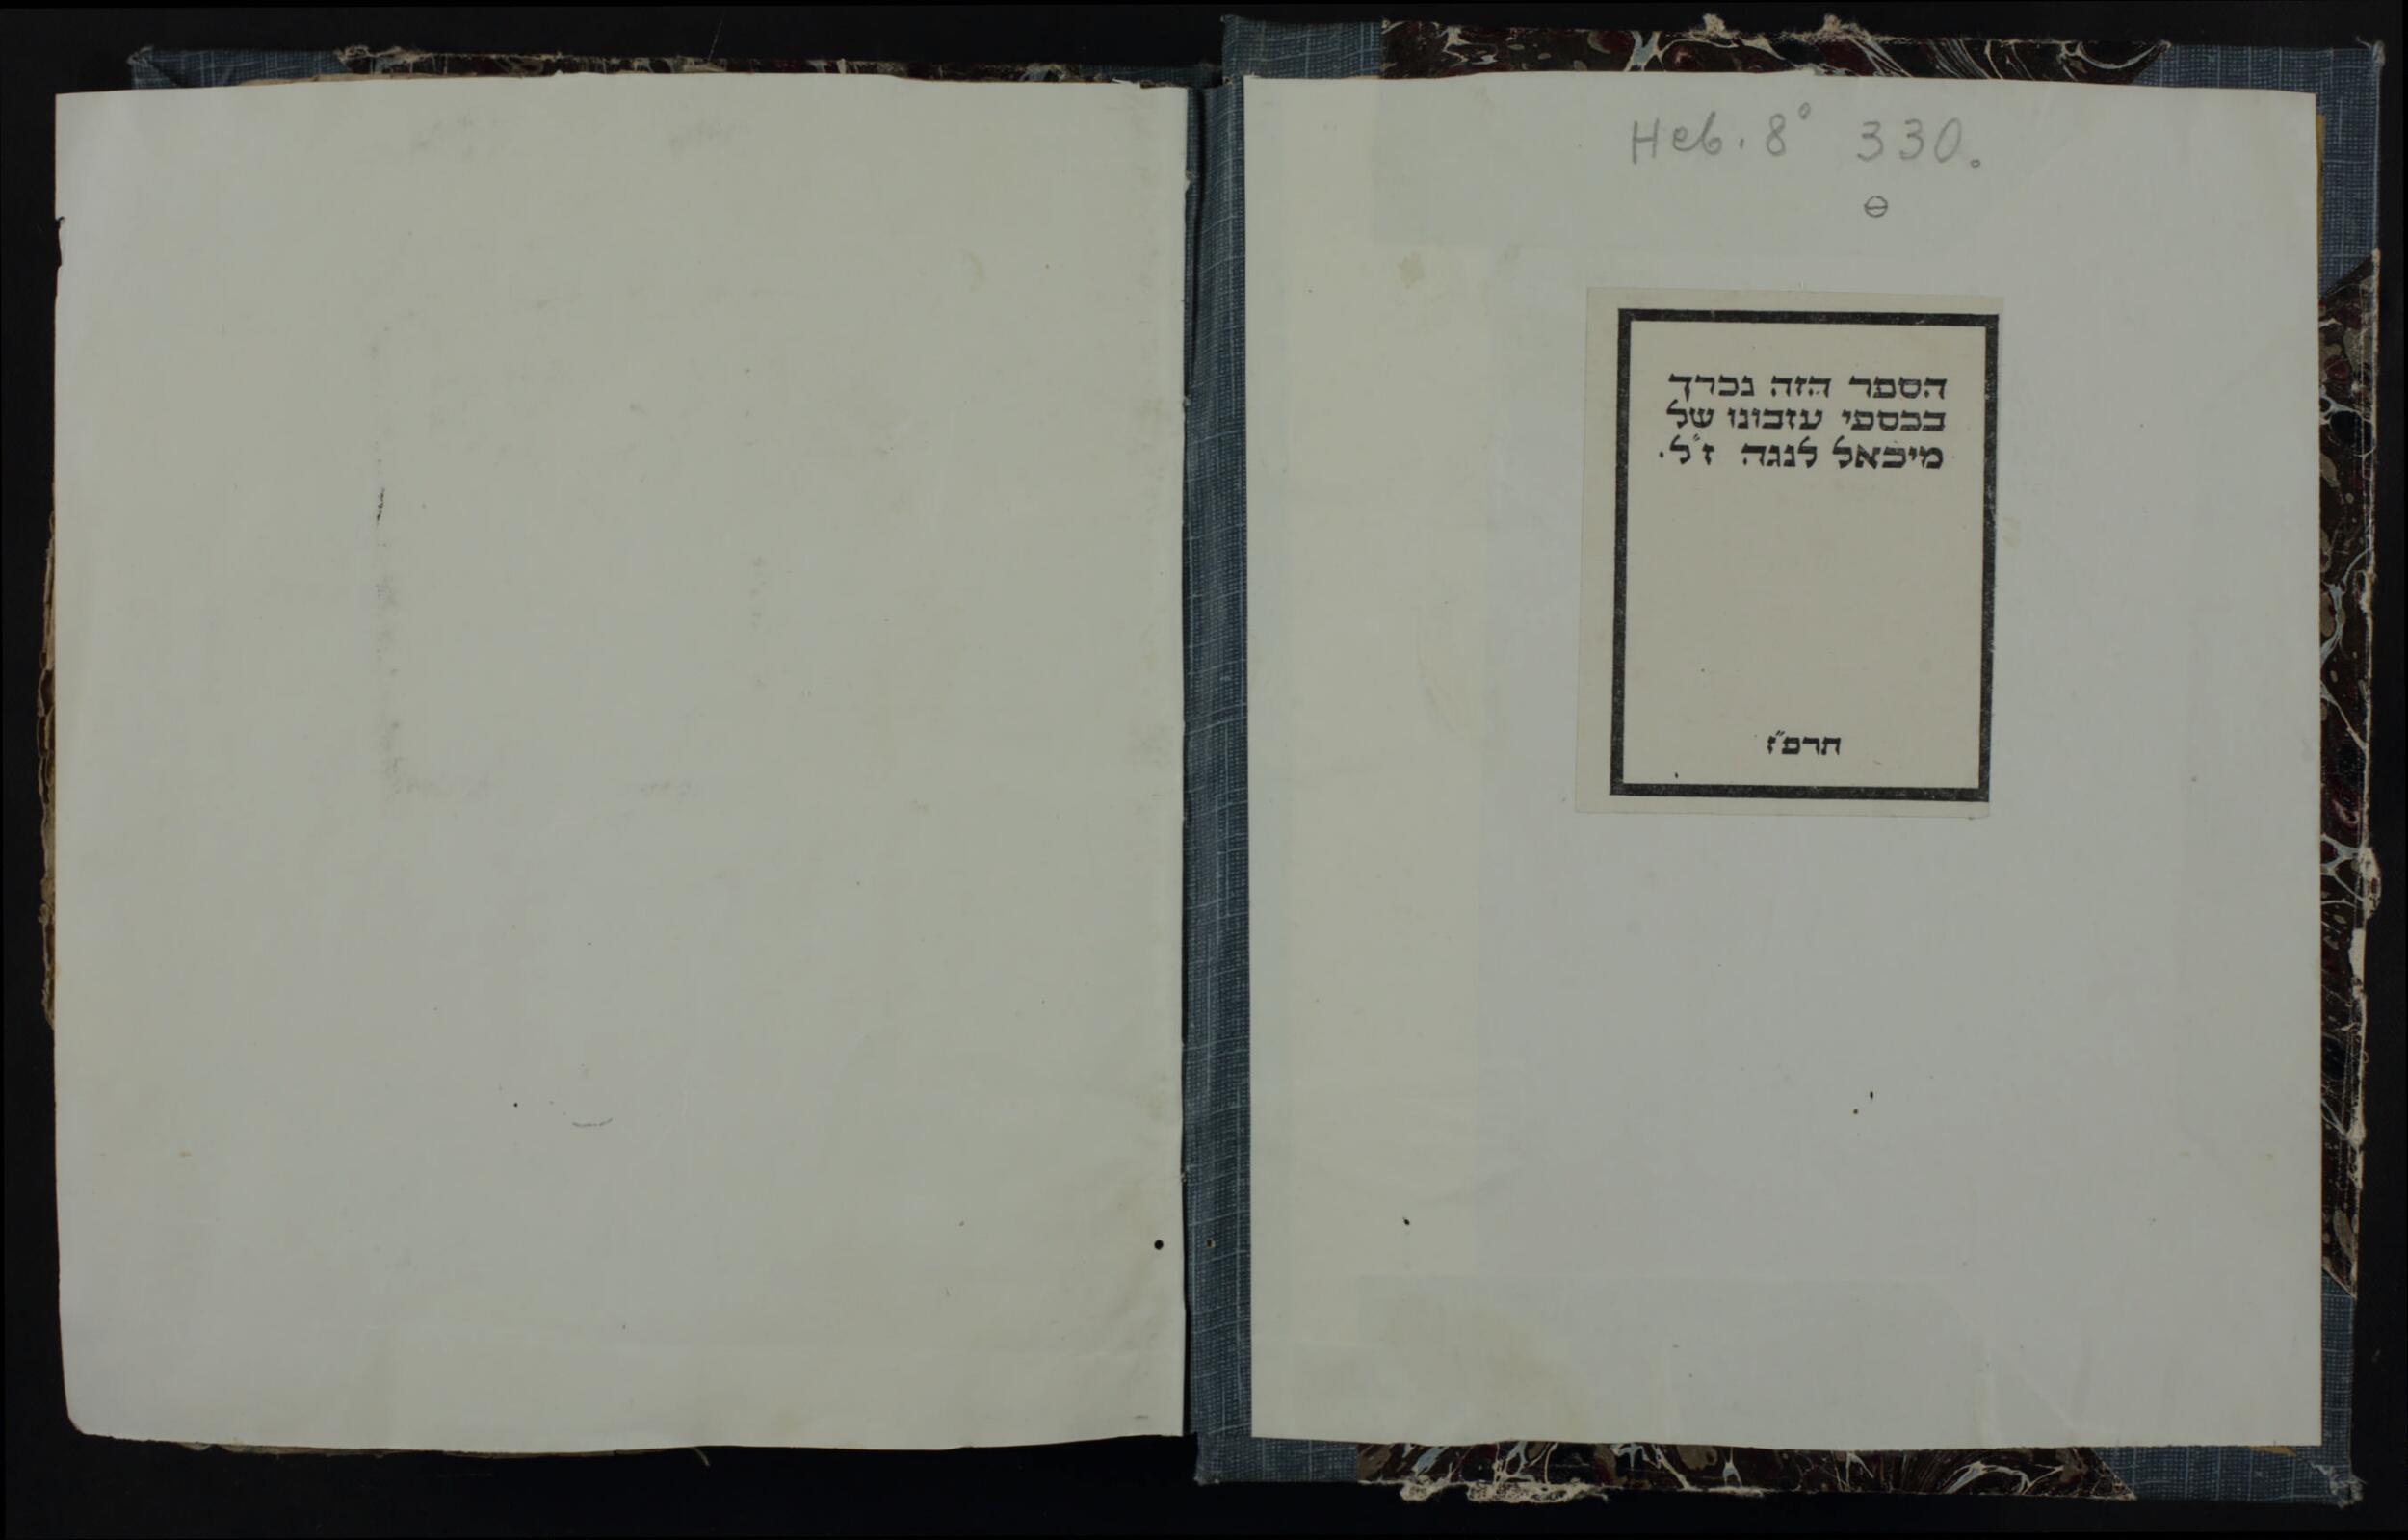 Heb. 8° 330.
הספר הזה נכרך
בכספי עזבונו של
מיכאל לנגה ז״ל.
תרפ״ז